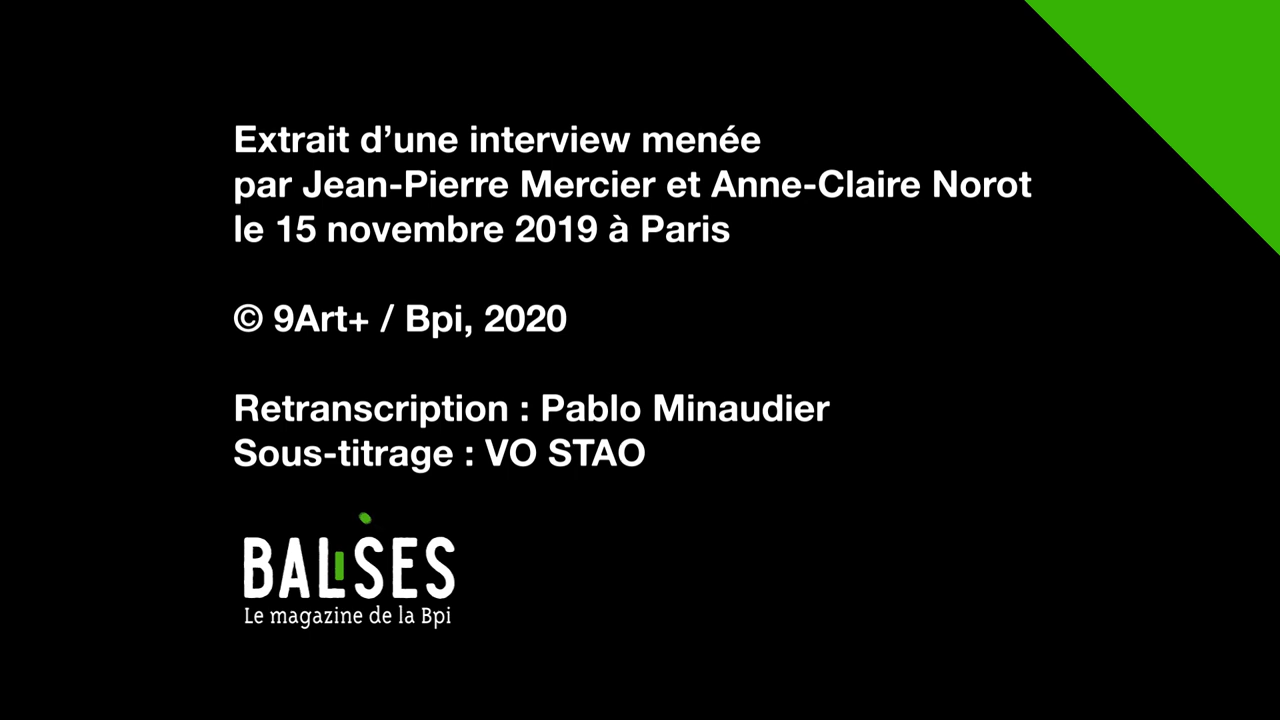 Extrait d’une interview menée
par Jean-Pierre Mercier et Anne-Claire Norot
le 15 novembre 2019 à Paris
© 9Art+ / Bpi, 2020
Retranscription : Pablo Minaudier
Sous-titrage : VO STAO
BALISES
Le magazine de la Bpi